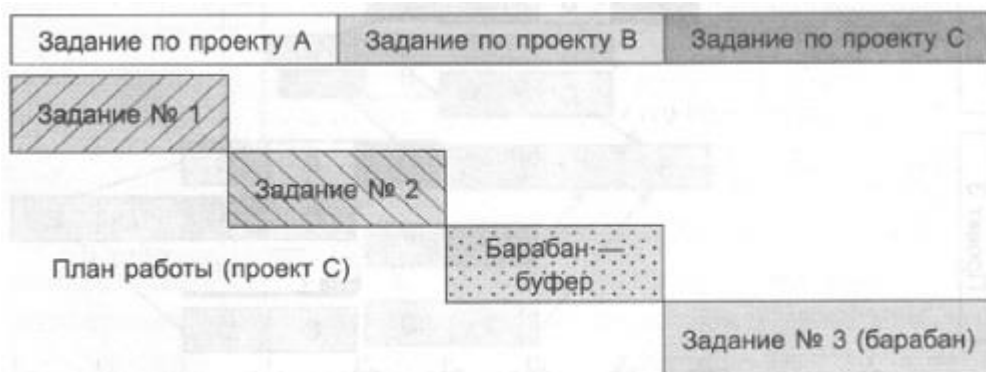 Задание по проекту А
Задание по проекту В
Задание по проекту С
Задание № 1
Задание № 2
Барабан —
буфер
План работы (проект С)
Задание № 3 (барабан)